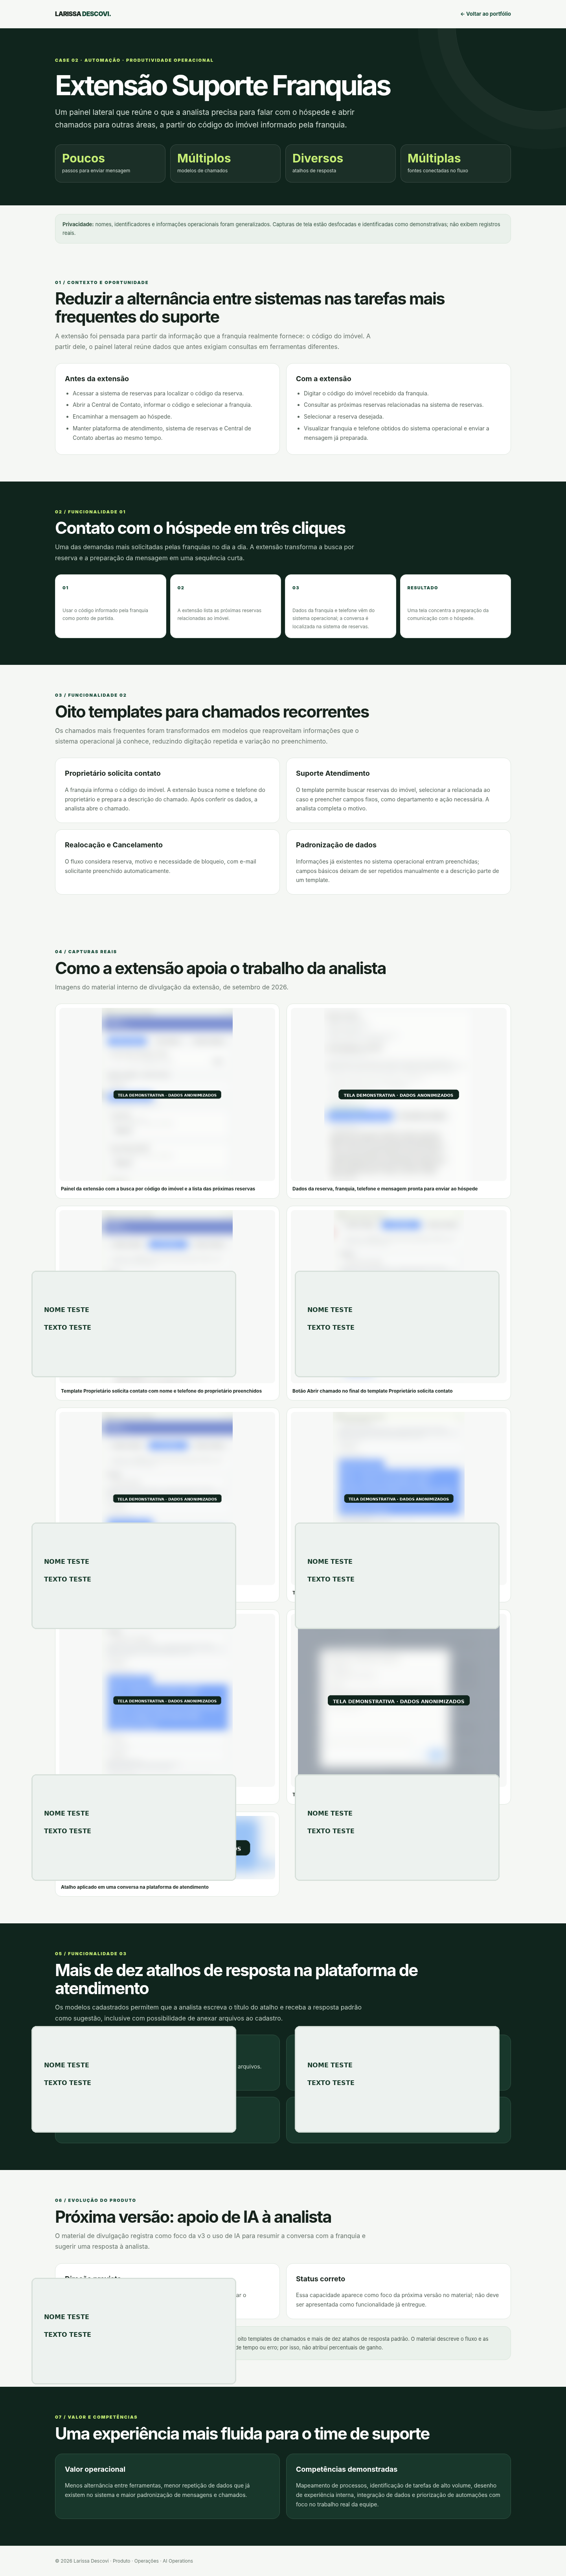 LARISSA DESCOVI.
← Voltar ao portfólio
CASE 02 · AUTOMAÇÃO · PRODUTIVIDADE OPERACIONAL
Extensão Suporte Franquias
Um painel lateral que reúne o que a analista precisa para falar com o hóspede e abrir
chamados para outras áreas, a partir do código do imóvel informado pela franquia.
Poucos
passos para enviar mensagem
Múltiplos
modelos de chamados
Diversos
atalhos de resposta
Múltiplas
fontes conectadas no fluxo
Privacidade: nomes, identificadores e informações operacionais foram generalizados. Capturas de tela estão desfocadas e identificadas como demonstrativas; não exibem registros
reais.
01 / CONTEXTO E OPORTUNIDADE
Reduzir a alternância entre sistemas nas tarefas mais
frequentes do suporte
A extensão foi pensada para partir da informação que a franquia realmente fornece: o código do imóvel. A
partir dele, o painel lateral reúne dados que antes exigiam consultas em ferramentas diferentes.
Antes da extensão
• Acessar a sistema de reservas para localizar o código da reserva.
• Abrir a Central de Contato, informar o código e selecionar a franquia.
• Encaminhar a mensagem ao hóspede.
• Manter plataforma de atendimento, sistema de reservas e Central de
Contato abertas ao mesmo tempo.
Com a extensão
• Digitar o código do imóvel recebido da franquia.
• Consultar as próximas reservas relacionadas na sistema de reservas.
• Selecionar a reserva desejada.
• Visualizar franquia e telefone obtidos do sistema operacional e enviar a
mensagem já preparada.
02 / FUNCIONALIDADE 01
Contato com o hóspede em três cliques
Uma das demandas mais solicitadas pelas franquias no dia a dia. A extensão transforma a busca por
reserva e a preparação da mensagem em uma sequência curta.
01
Usar o código informado pela franquia
como ponto de partida.
02
A extensão lista as próximas reservas
relacionadas ao imóvel.
03
Dados da franquia e telefone vêm do
sistema operacional; a conversa é
localizada na sistema de reservas.
RESULTADO
Uma tela concentra a preparação da
comunicação com o hóspede.
03 / FUNCIONALIDADE 02
Oito templates para chamados recorrentes
Os chamados mais frequentes foram transformados em modelos que reaproveitam informações que o
sistema operacional já conhece, reduzindo digitação repetida e variação no preenchimento.
Proprietário solicita contato
A franquia informa o código do imóvel. A extensão busca nome e telefone do
proprietário e prepara a descrição do chamado. Após conferir os dados, a
analista abre o chamado.
Suporte Atendimento
O template permite buscar reservas do imóvel, selecionar a relacionada ao
caso e preencher campos fixos, como departamento e ação necessária. A
analista completa o motivo.
Realocação e Cancelamento
O fluxo considera reserva, motivo e necessidade de bloqueio, com e-mail
solicitante preenchido automaticamente.
Padronização de dados
Informações já existentes no sistema operacional entram preenchidas;
campos básicos deixam de ser repetidos manualmente e a descrição parte de
um template.
04 / CAPTURAS REAIS
Como a extensão apoia o trabalho da analista
Imagens do material interno de divulgação da extensão, de setembro de 2026.
TELA DEMONSTRATIVA · DADOS ANONIMIZADOS
TELA DEMONSTRATIVA · DADOS ANONIMIZADOS
Painel da extensão com a busca por código do imóvel e a lista das próximas reservas
Dados da reserva, franquia, telefone e mensagem pronta para enviar ao hóspede
NOME TESTE
TEXTO TESTE
NOME TESTE
TEXTO TESTE
Template Proprietário solicita contato com nome e telefone do proprietário preenchidos
Botão Abrir chamado no final do template Proprietário solicita contato
TELA DEMONSTRATIVA · DADOS ANONIMIZADOS
TELA DEMONSTRATIVA · DADOS ANONIMIZADOS
NOME TESTE
TEXTO TESTE
NOME TESTE
TEXTO TESTE
TELA DEMONSTRATIVA · DADOS ANONIMIZADOS
TELA DEMONSTRATIVA · DADOS ANONIMIZADOS
NOME TESTE
TEXTO TESTE
NOME TESTE
TEXTO TESTE
Atalho aplicado em uma conversa na plataforma de atendimento
05 / FUNCIONALIDADE 03
Mais de dez atalhos de resposta na plataforma de
atendimento
Os modelos cadastrados permitem que a analista escreva o título do atalho e receba a resposta padrão
como sugestão, inclusive com possibilidade de anexar arquivos ao cadastro.
arquivos.
NOME TESTE
TEXTO TESTE
NOME TESTE
TEXTO TESTE
06 / EVOLUÇÃO DO PRODUTO
Próxima versão: apoio de IA à analista
O material de divulgação registra como foco da v3 o uso de IA para resumir a conversa com a franquia e
sugerir uma resposta à analista.
ar o
Status correto
Essa capacidade aparece como foco da próxima versão no material; não deve
ser apresentada como funcionalidade já entregue.
NOME TESTE
TEXTO TESTE
oito templates de chamados e mais de dez atalhos de resposta padrão. O material descreve o fluxo e as
de tempo ou erro; por isso, não atribuí percentuais de ganho.
07 / VALOR E COMPETÊNCIAS
Uma experiência mais fluida para o time de suporte
Valor operacional
Menos alternância entre ferramentas, menor repetição de dados que já
existem no sistema e maior padronização de mensagens e chamados.
Competências demonstradas
Mapeamento de processos, identificação de tarefas de alto volume, desenho
de experiência interna, integração de dados e priorização de automações com
foco no trabalho real da equipe.
© 2026 Larissa Descovi · Produto · Operações · AI Operations